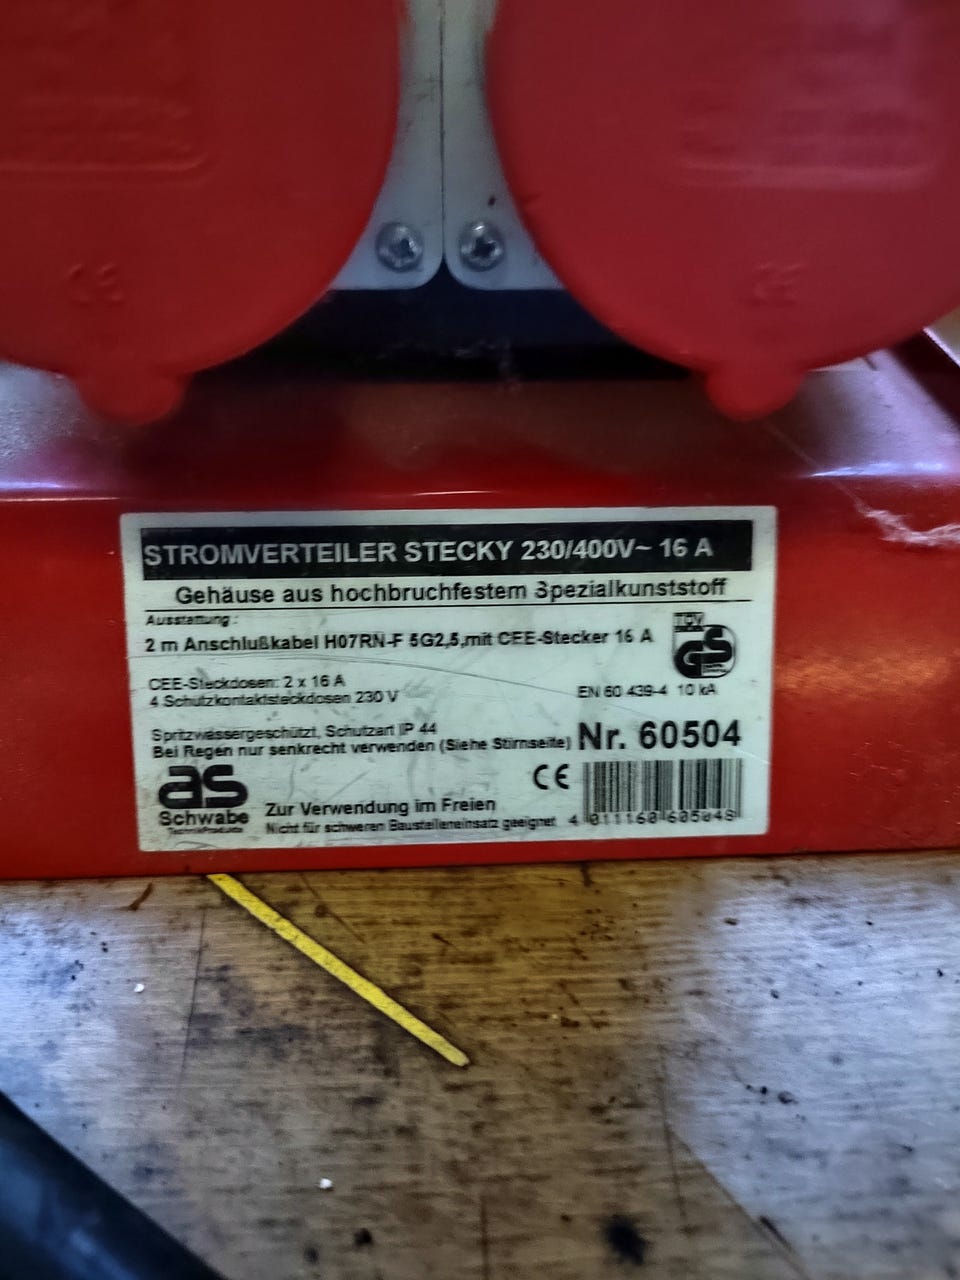 STROMVERTEILER STECKY 230/400V~ 16 A
Gehäuse aus hochbruchfestem Spezialkunststoff
Ausstattung:
2 m Anschlußkabel H07RN-F 5G2,5,mit CEE-Stecker 16 A
TÜV
GS
CEE-Steckdosen: 2 x 16 A
EN 60 439-4 10 kA
4 Schutzkontaktsteckdosen 230 V
Spritzwassergeschützt, Schutzart IP 44
Bei Regen nur senkrecht verwenden (Siehe Stirnseite)
Nr. 60504
as
Schwabe
TechnikProdukte
CE
Zur Verwendung im Freien
Nicht für schweren Baustelleneinsatz geeignet
4 011160 605048